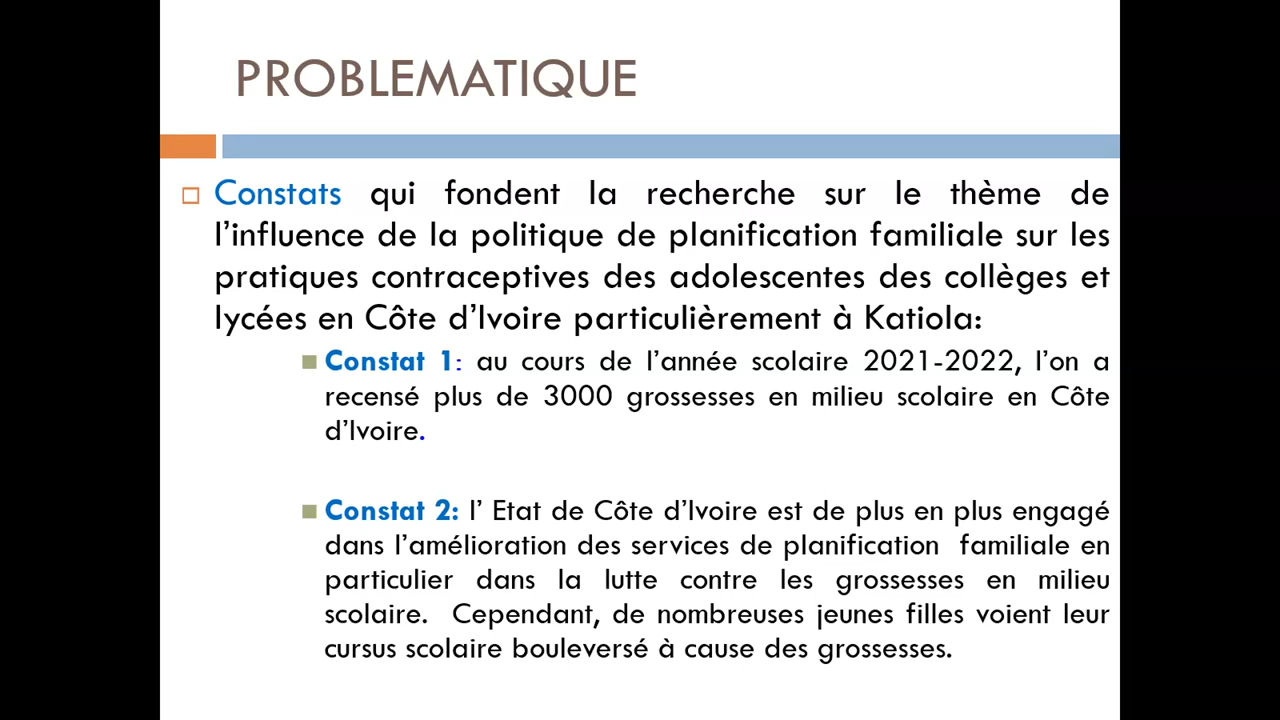 PROBLEMATIQUE
Constats qui fondent la recherche sur le thème de
l’influence de la politique de planification familiale sur les
pratiques contraceptives des adolescentes des collèges et
lycées en Côte d’Ivoire particulièrement à Katiola:
Constat 1: au cours de l’année scolaire 2021-2022, l’on a
recensé plus de 3000 grossesses en milieu scolaire en Côte
d’Ivoire.
Constat 2: l’ Etat de Côte d’Ivoire est de plus en plus engagé
dans l’amélioration des services de planification familiale en
particulier dans la lutte contre les grossesses en milieu
scolaire. Cependant, de nombreuses jeunes filles voient leur
cursus scolaire bouleversé à cause des grossesses.